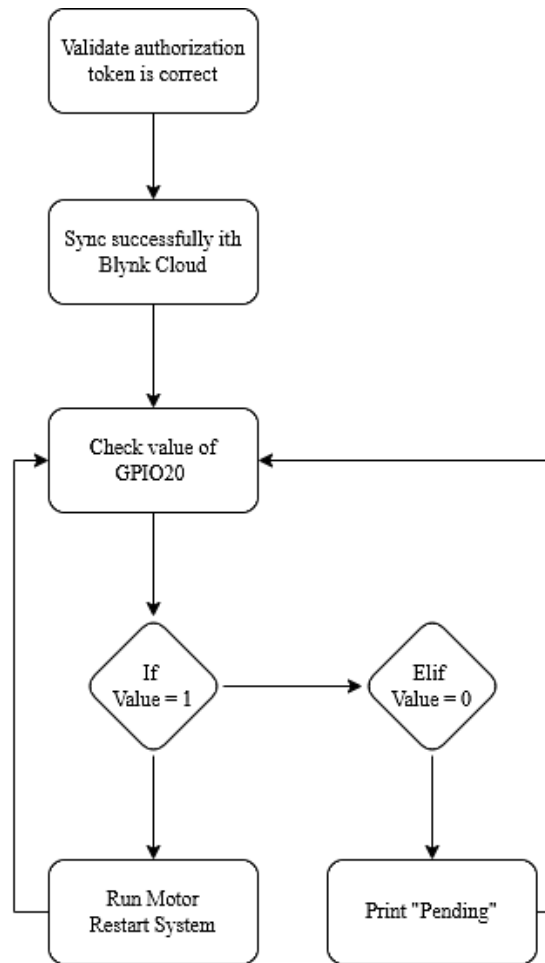 Validate authorization
token is correct
Sync successfully ith
Blynk Cloud
Check value of
GPIO20
If
Value = 1
Elif
Value = 0
Run Motor
Restart System
Print "Pending"